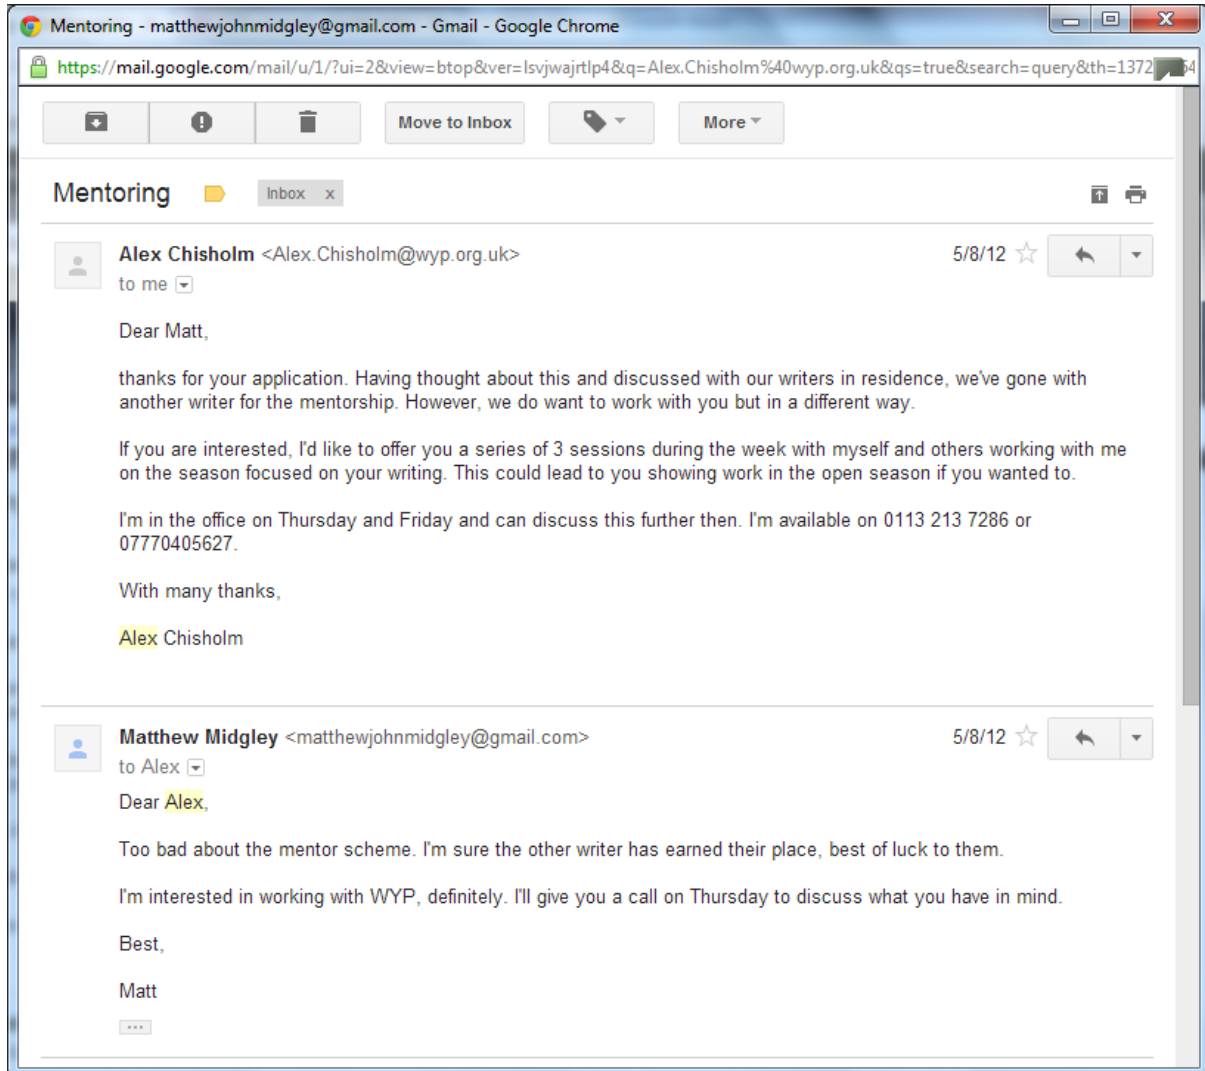 Mentoring - matthewjohnmidgley@gmail.com - Gmail - Google Chrome
https://mail.google.com/mail/u/1/?ui=2&view=btop&ver=lsvjwajrtlp4&q=Alex.Chisholm%40wyp.org.uk&qs=true&search=query&th=1372
Move to Inbox More
Mentoring Inbox x
Alex Chisholm <Alex.Chisholm@wyp.org.uk> 5/8/12
to me
Dear Matt,
thanks for your application. Having thought about this and discussed with our writers in residence, we've gone with
another writer for the mentorship. However, we do want to work with you but in a different way.
If you are interested, I'd like to offer you a series of 3 sessions during the week with myself and others working with me
on the season focused on your writing. This could lead to you showing work in the open season if you wanted to.
I'm in the office on Thursday and Friday and can discuss this further then. I'm available on 0113 213 7286 or
07770405627.
With many thanks,
Alex Chisholm
Matthew Midgley <matthewjohnmidgley@gmail.com> 5/8/12
to Alex
Dear Alex,
Too bad about the mentor scheme. I'm sure the other writer has earned their place, best of luck to them.
I'm interested in working with WYP, definitely. I'll give you a call on Thursday to discuss what you have in mind.
Best,
Matt